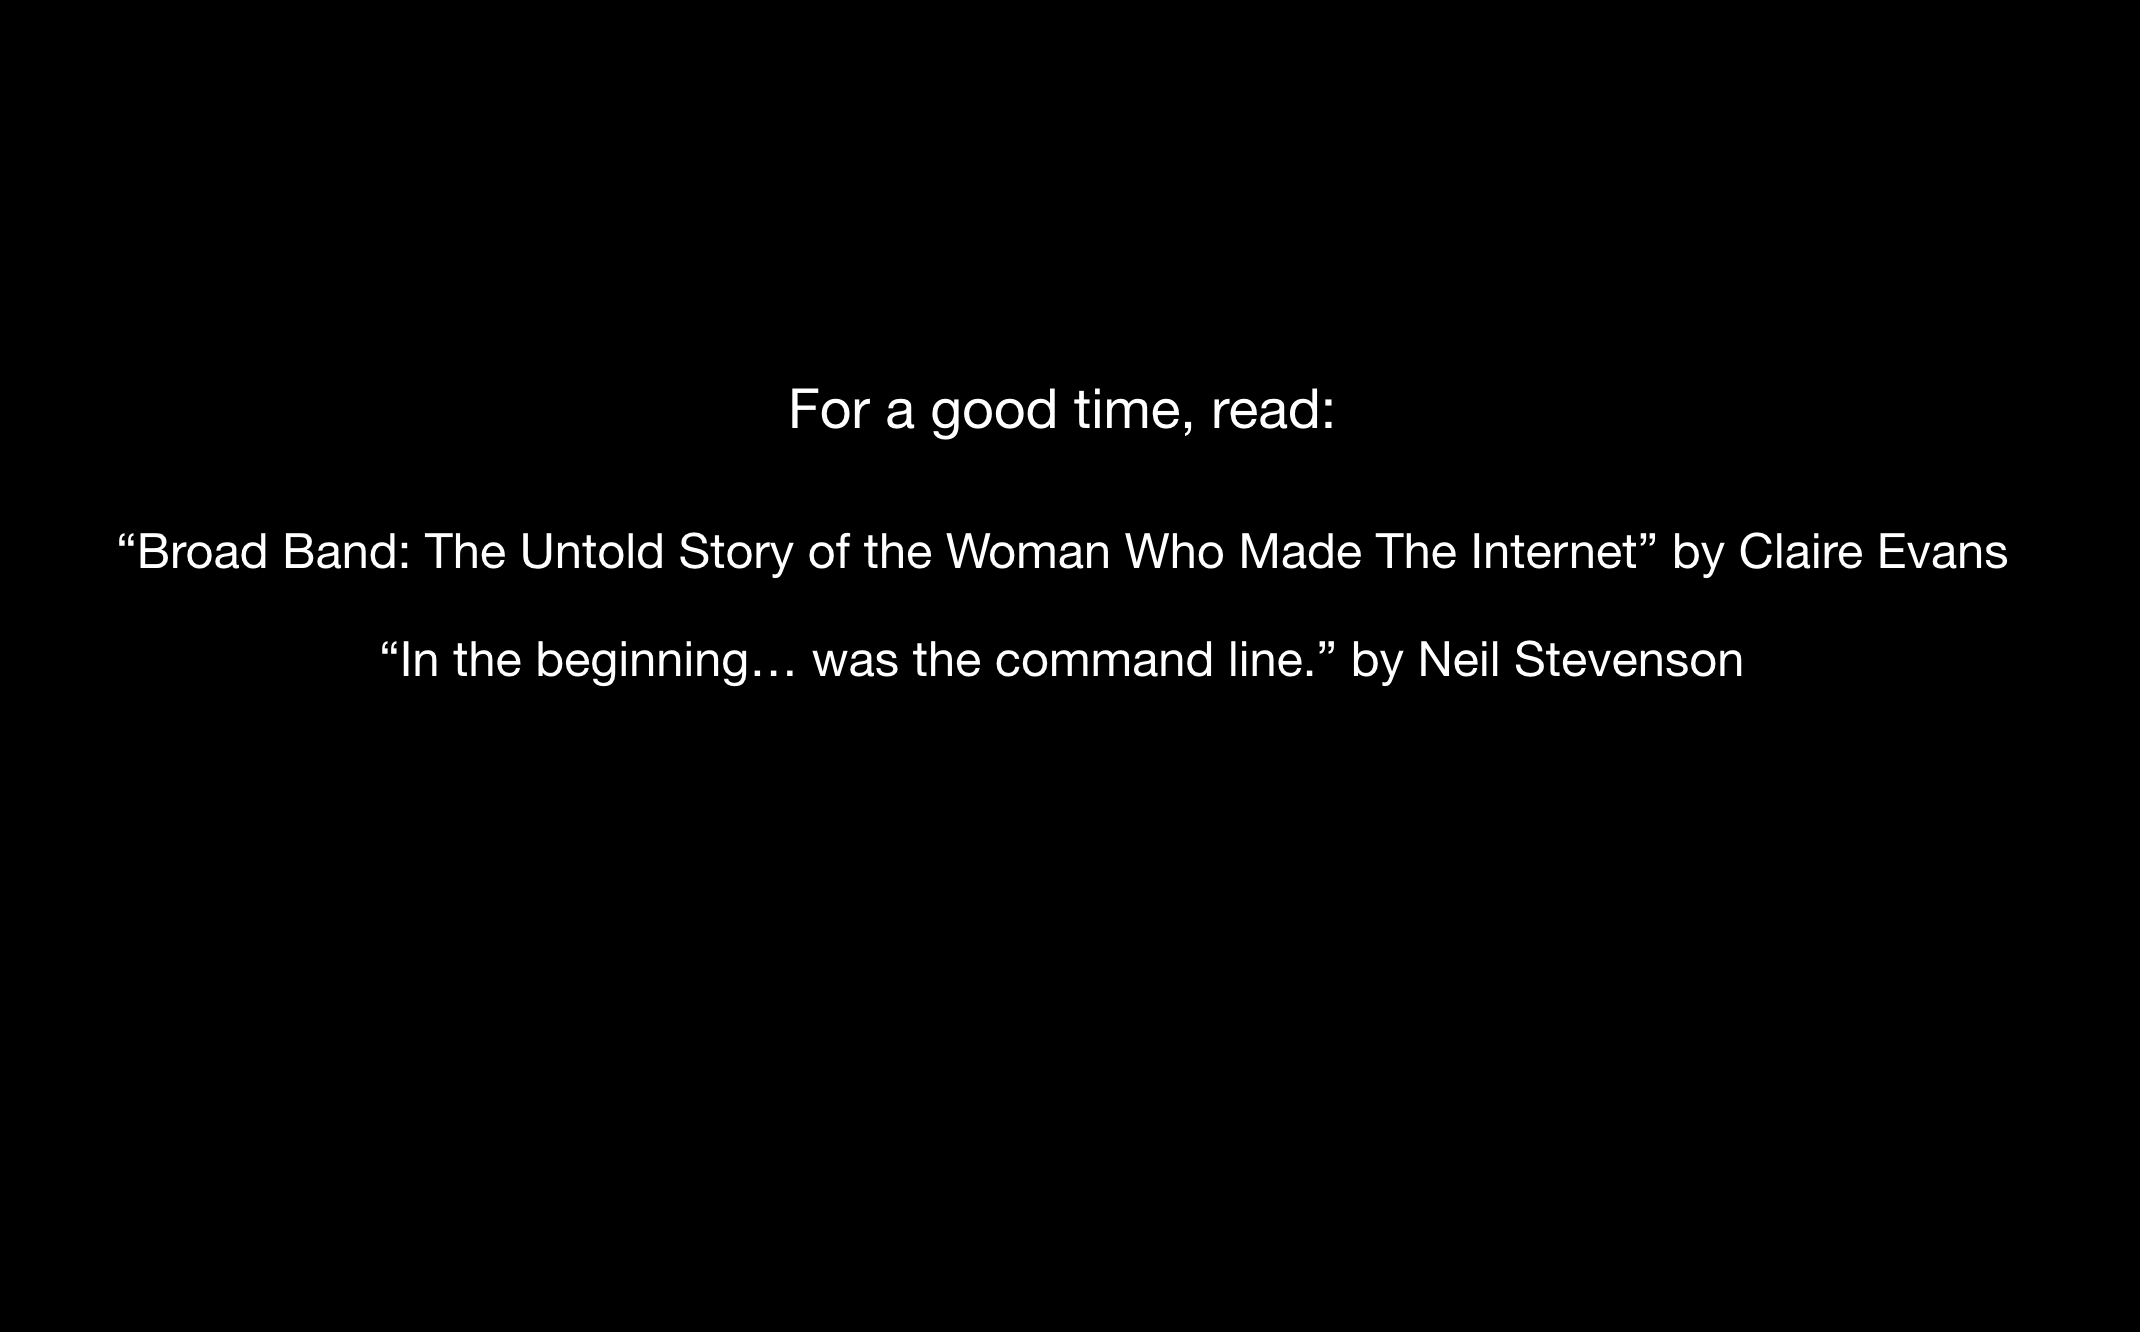 For a good time, read:
“Broad Band: The Untold Story of the Woman Who Made The Internet” by Claire Evans
“In the beginning… was the command line.” by Neil Stevenson